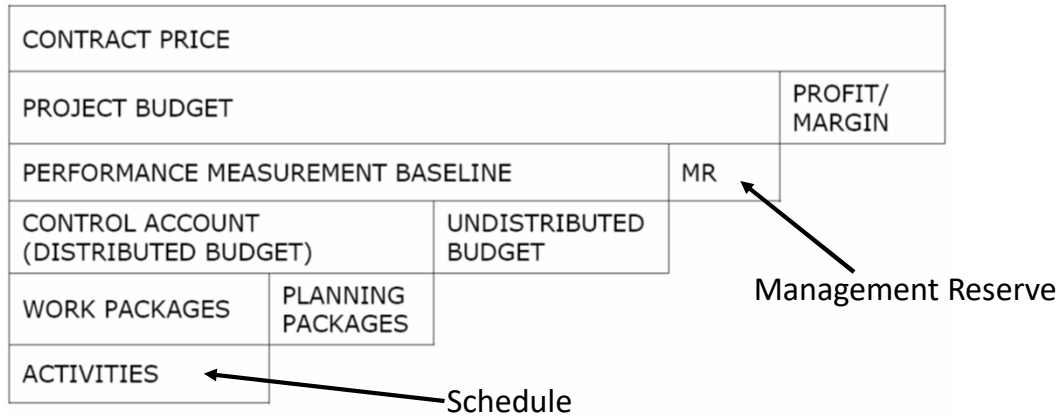 CONTRACT PRICE
PROJECT BUDGET
PROFIT/
MARGIN
PERFORMANCE MEASUREMENT BASELINE
MR
CONTROL ACCOUNT
(DISTRIBUTED BUDGET)
UNDISTRIBUTED
BUDGET
Management Reserve
WORK PACKAGES
PLANNING
PACKAGES
ACTIVITIES
Schedule